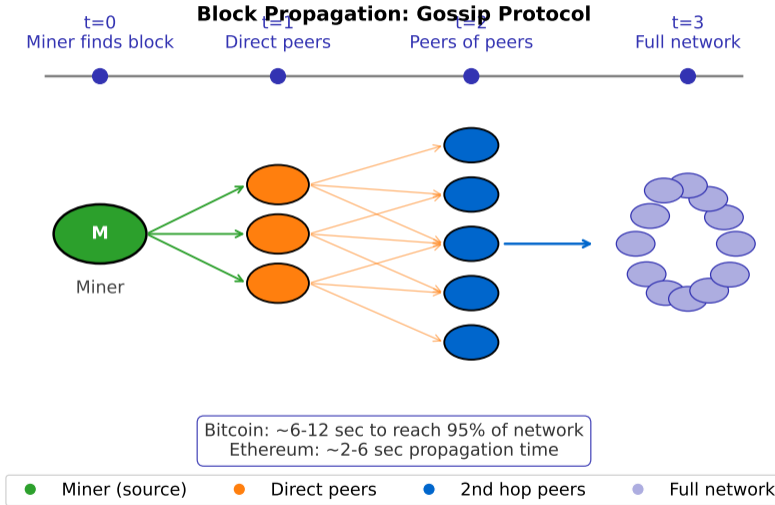 Block Propagation: Gossip Protocol
t=0
Miner finds block
t=1
Direct peers
t=2
Peers of peers
t=3
Full network
M
Miner
Bitcoin: ~6-12 sec to reach 95% of network
Ethereum: ~2-6 sec propagation time
Miner (source)
Direct peers
2nd hop peers
Full network